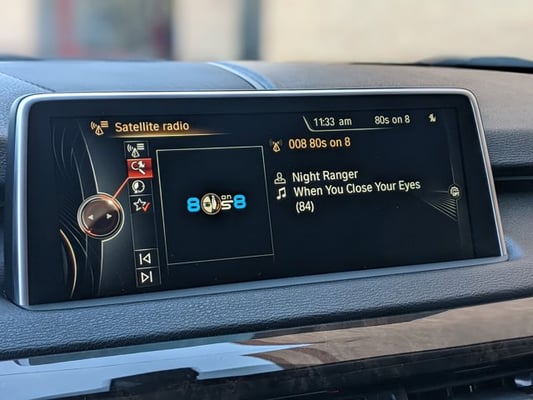 Satellite radio
11:33 am
80s on 8
008 80s on 8
Night Ranger
When You Close Your Eyes
(84)
80s on 8